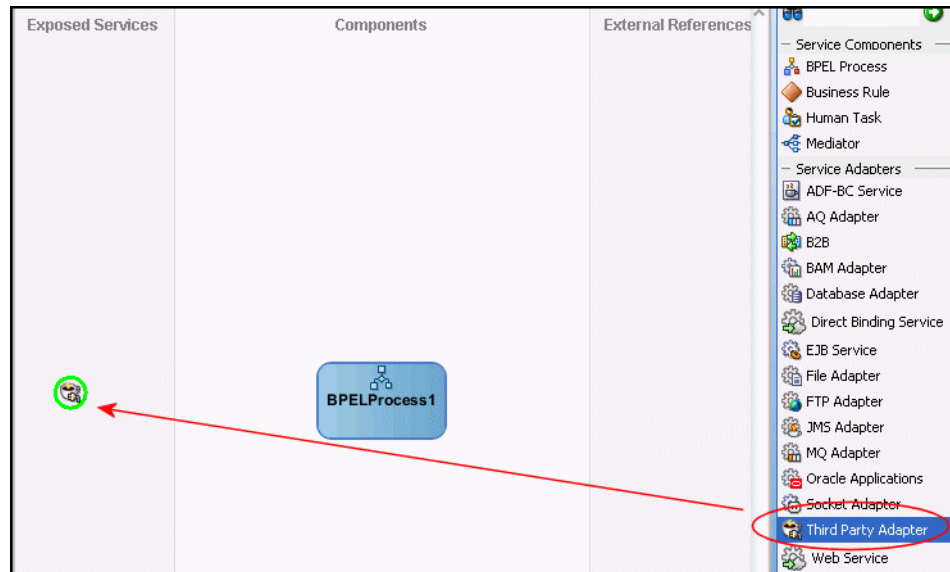 Exposed Services
Components
External References
BPELProcess1
Service Components
BPEL Process
Business Rule
Human Task
Mediator
Service Adapters
ADF-BC Service
AQ Adapter
B2B
BAM Adapter
Database Adapter
Direct Binding Service
EJB Service
File Adapter
FTP Adapter
JMS Adapter
MQ Adapter
Oracle Applications
Socket Adapter
Third Party Adapter
Web Service